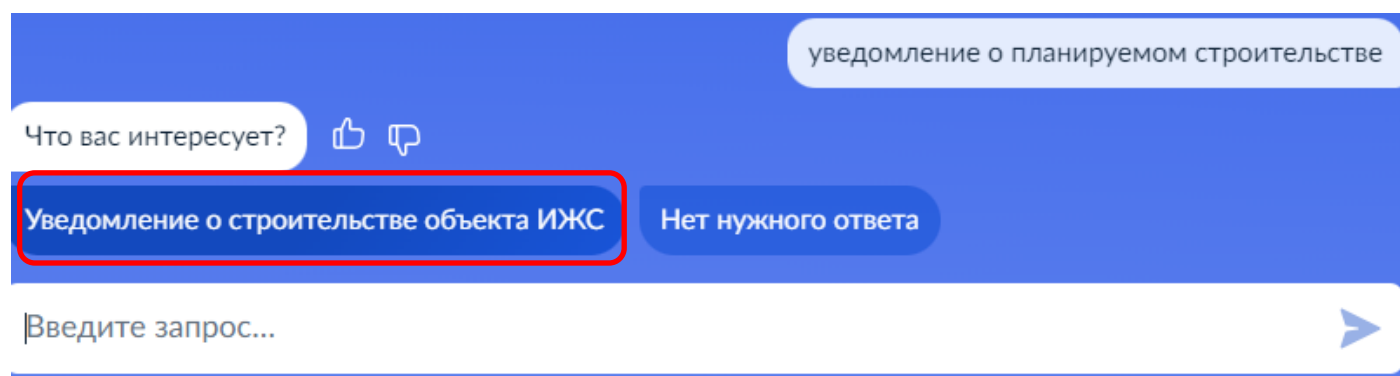 уведомление о планируемом строительстве
Что вас интересует?
Уведомление о строительстве объекта ИЖС
Нет нужного ответа
Введите запрос...